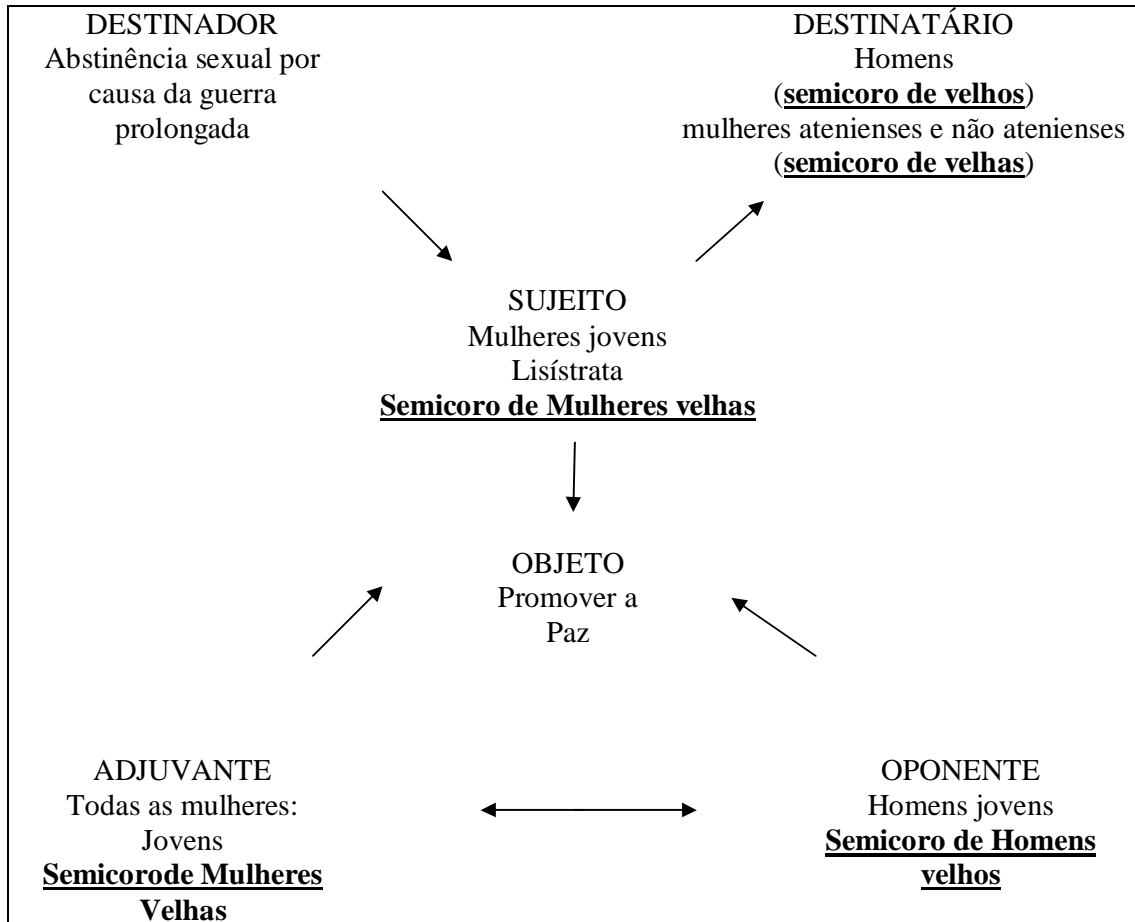 DESTINADOR
Abstinência sexual por
causa da guerra
prolongada
DESTINATÁRIO
Homens
(semicoro de velhos)
mulheres atenienses e não atenienses
(semicoro de velhas)
SUJEITO
Mulheres jovens
Lisístrata
Semicoro de Mulheres velhas
OBJETO
Promover a
Paz
ADJUVANTE
Todas as mulheres:
Jovens
Semicorode Mulheres
Velhas
OPONENTE
Homens jovens
Semicoro de Homens
velhos